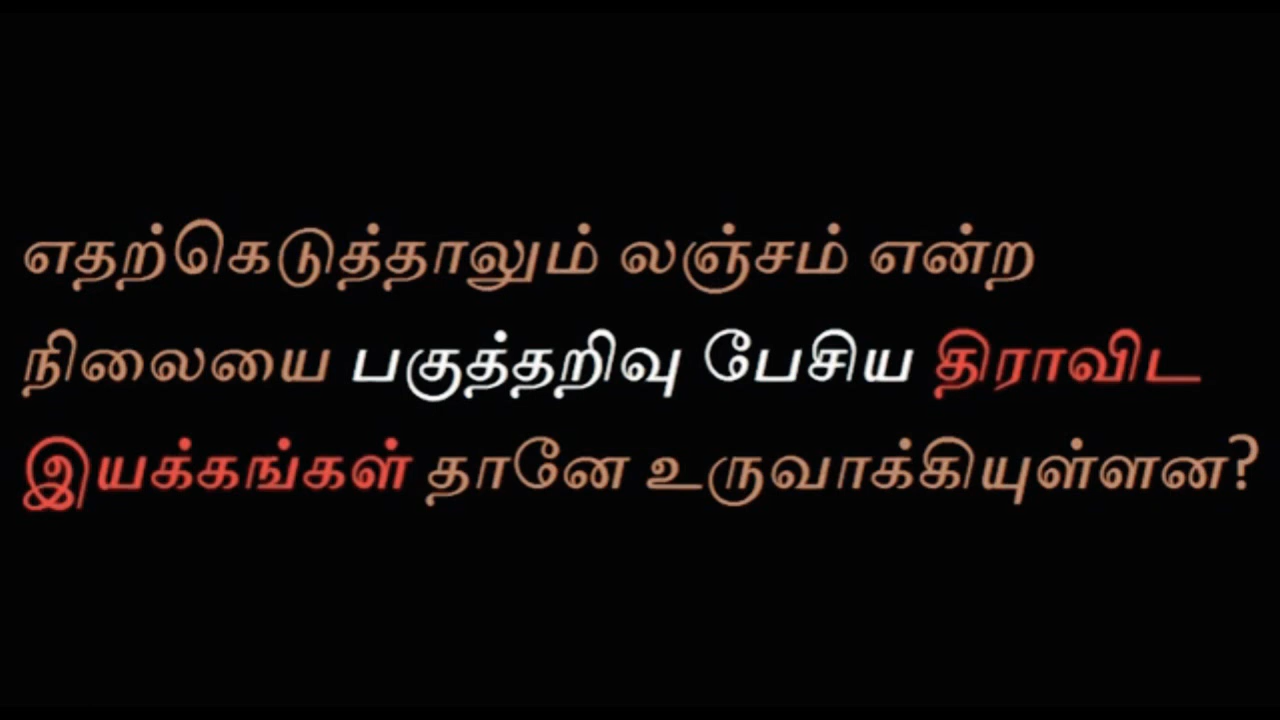 எதற்கெடுத்தாலும் லஞ்சம் என்ற
நிலையை பகுத்தறிவு பேசிய திராவிட
இயக்கங்கள் தானே உருவாக்கியுள்ளன?